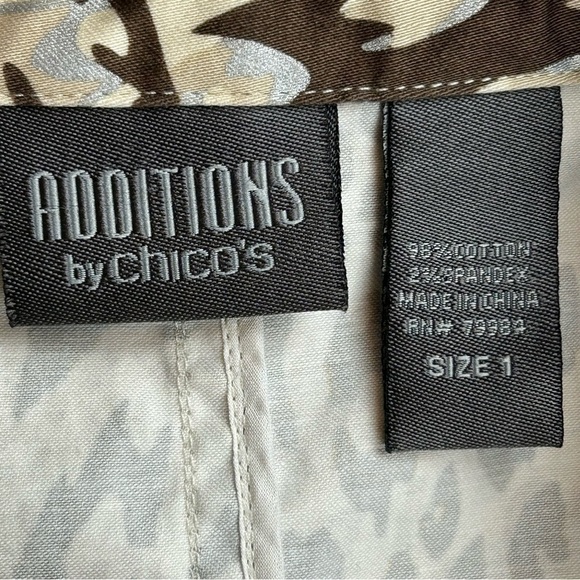 ADDITIONS
by chico's
98% COTTON
2% SPANDEX
MADE IN CHINA
RN# 79984
SIZE 1